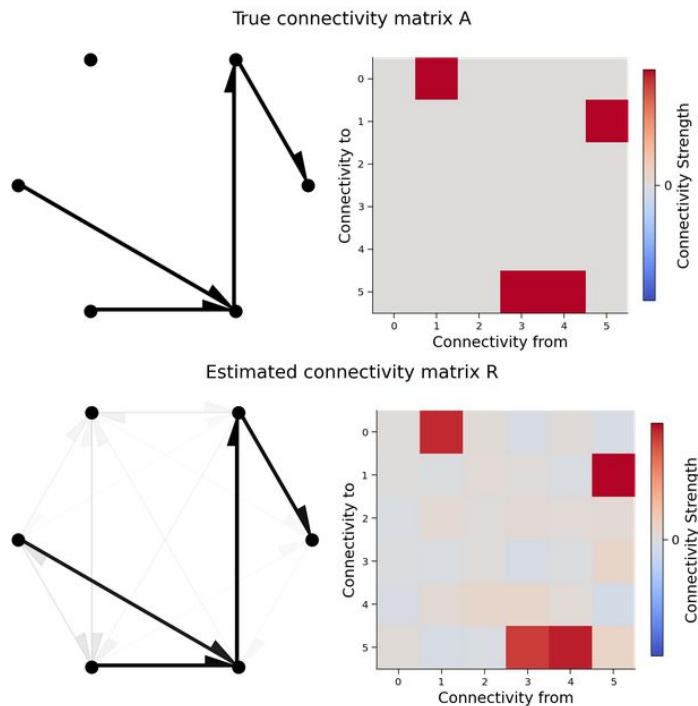 True connectivity matrix A
Connectivity to
0
1
2
3
4
5
0 1 2 3 4 5
Connectivity from
0
Connectivity Strength
Estimated connectivity matrix R
Connectivity to
0
1
2
3
4
5
0 1 2 3 4 5
Connectivity from
0
Connectivity Strength